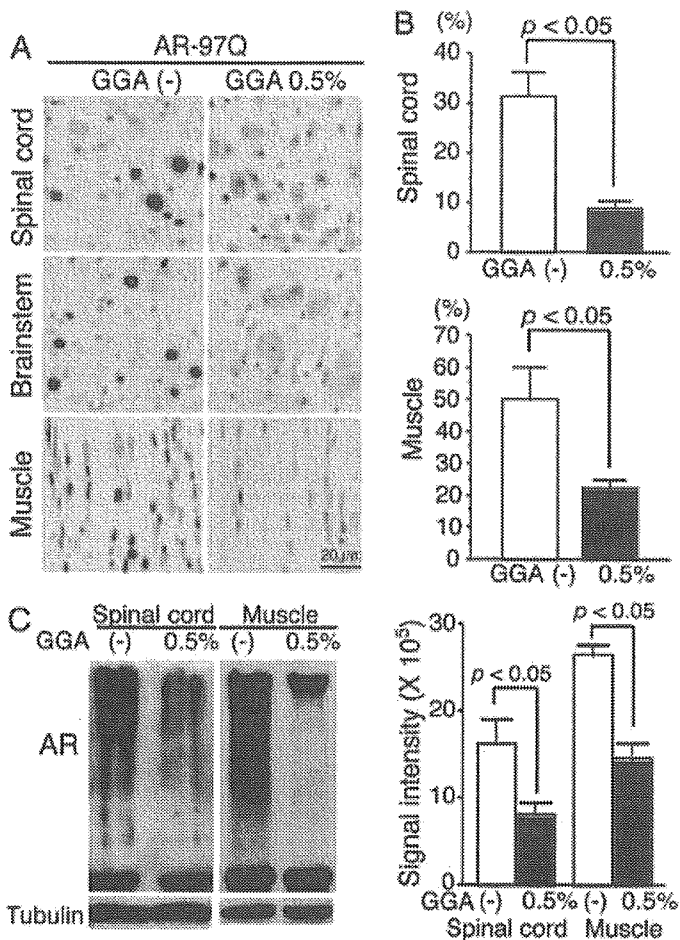 A
AR-97Q
GGA (-) GGA 0.5%
Spinal cord
Brainstem
Muscle
20 μm
B
(%)
p < 0.05
40
30
20
10
0
Spinal cord
GGA (-) 0.5%
(%)
p < 0.05
70
60
50
40
30
20
10
0
Muscle
GGA (-) 0.5%
C
Spinal cord Muscle
GGA (-) 0.5% (-) 0.5%
AR
Tubulin
30
20
10
0
Signal intensity (X 10⁵)
p < 0.05
p < 0.05
GGA (-) 0.5% (-) 0.5%
Spinal cord Muscle